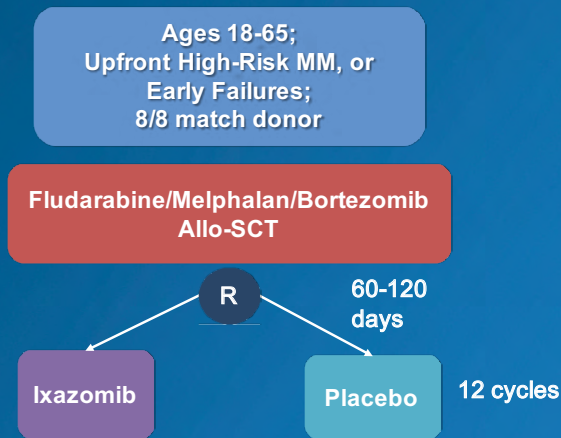 Ages 18-65;
Upfront High-Risk MM, or
Early Failures;
8/8 match donor
Fludarabine/Melphalan/Bortezomib
Allo-SCT
R
60-120
days
Ixazomib
Placebo
12 cycles